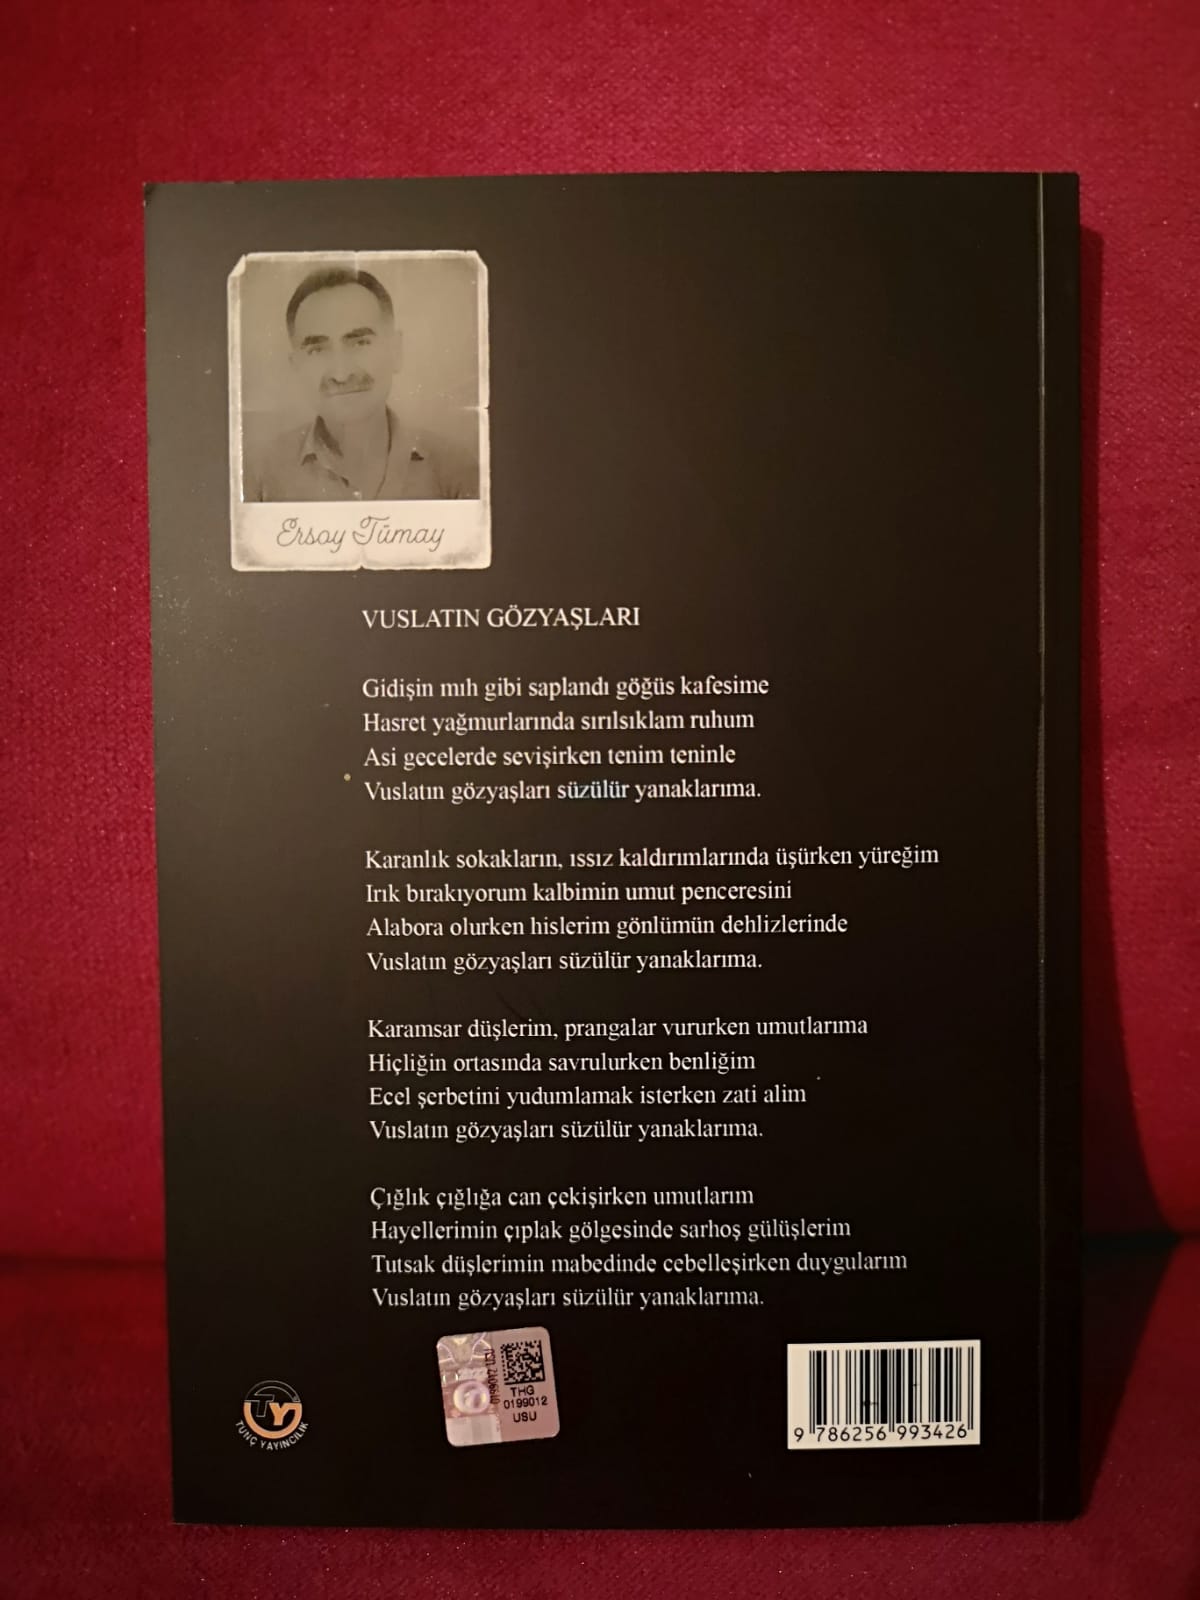 Ersoy Tümay
VUSLATIN GÖZYAŞLARI
Gidişin mıh gibi saplandı göğüs kafesime
Hasret yağmurlarında sırılsıklam ruhum
Asi gecelerde sevişirken tenim teninle
Vuslatın gözyaşları süzülür yanaklarıma.
Karanlık sokakların, ıssız kaldırımlarında üşürken yüreğim
Irık bırakıyorum kalbimin umut penceresini
Alabora olurken hislerim gönlümün dehlizlerinde
Vuslatın gözyaşları süzülür yanaklarıma.
Karamsar düşlerim, prangalar vururken umutlarıma
Hiçliğin ortasında savrulurken benliğim
Ecel şerbetini yudumlamak isterken zati alim
Vuslatın gözyaşları süzülür yanaklarıma.
Çığlık çığlığa can çekişirken umutlarım
Hayellerimin çıplak gölgesinde sarhoş gülüşlerim
Tutsak düşlerimin mabedinde cebelleşirken duygularım
Vuslatın gözyaşları süzülür yanaklarıma.
TY
TUNÇ YAYINCILIK
0199012 USU
THG
0199012
USU
9 786256 993426